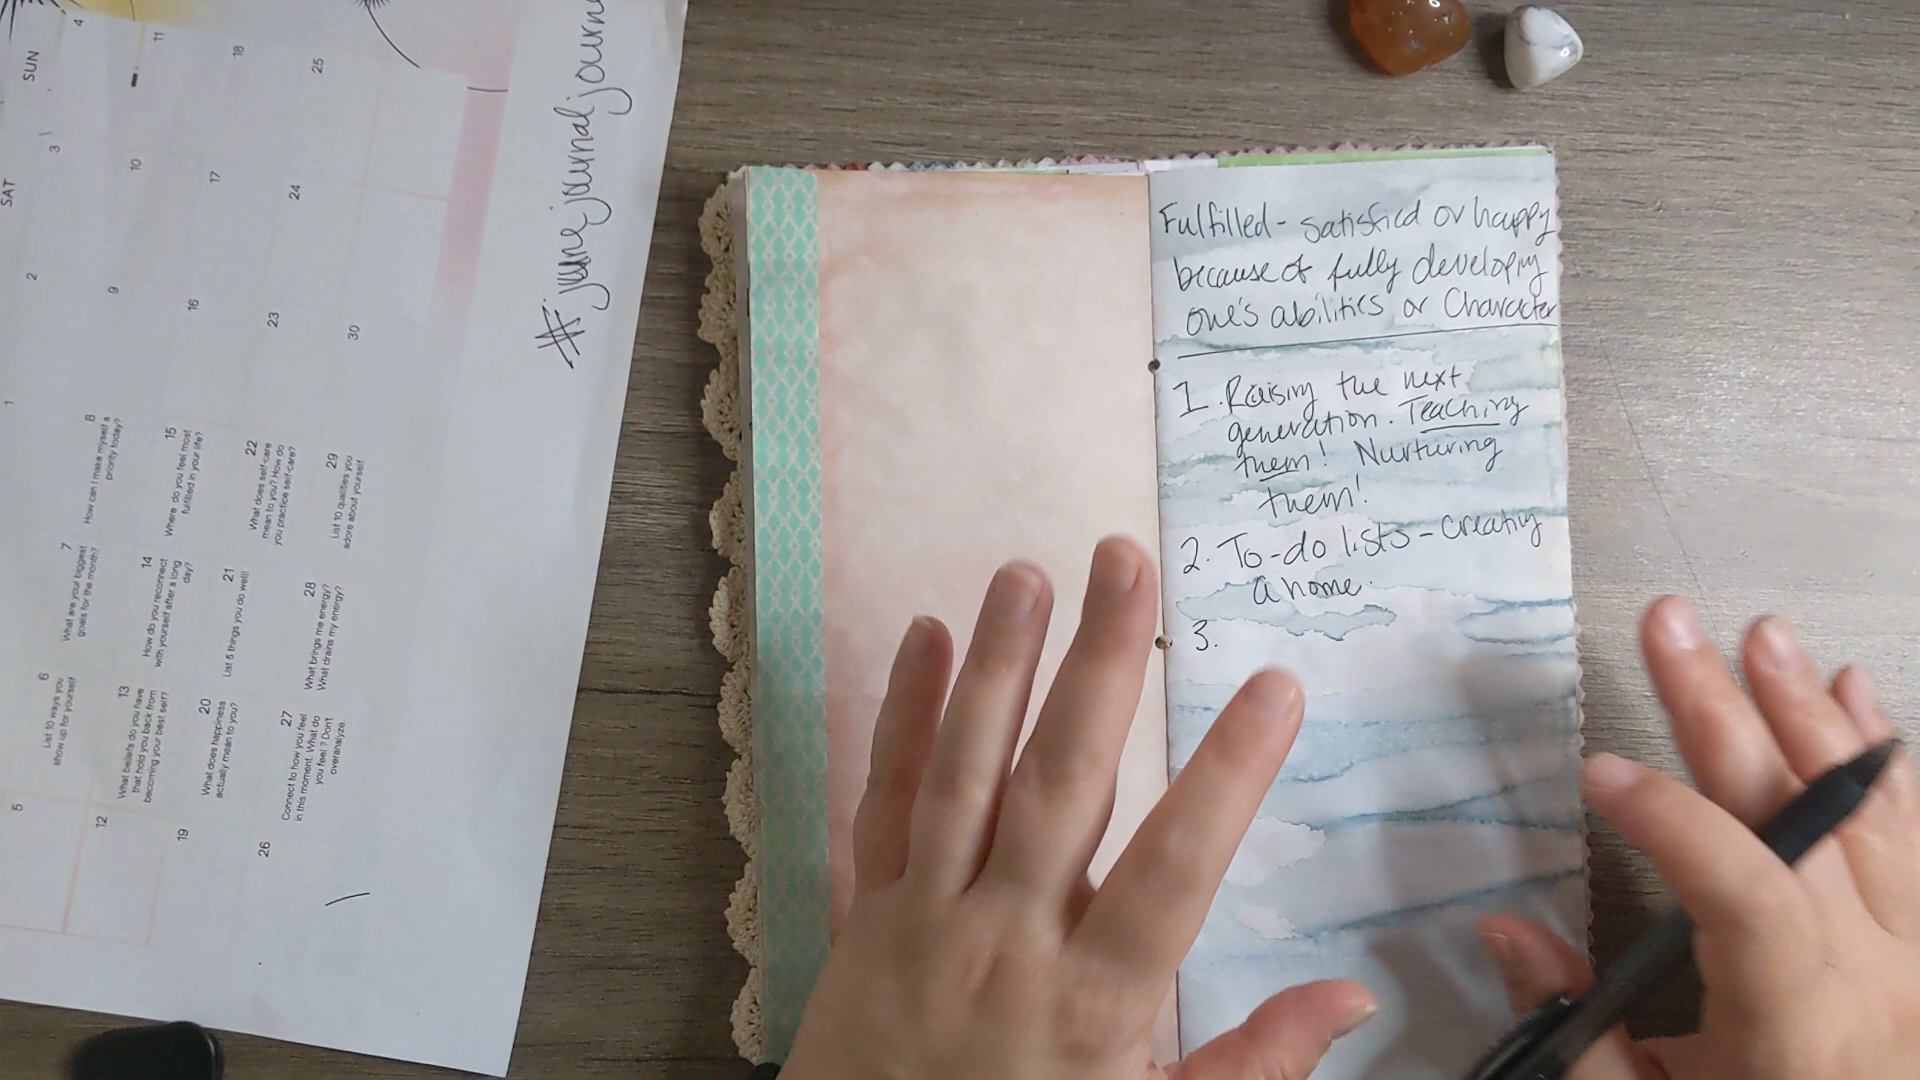 Fulfilled - satisfied or happy
because of fully developing
one's abilities or Character
1. Raising the next
generation. Teaching
them! Nurturing
them!
2. To-do lists - Creating
a home.
3.
#junejournaljourne
SUN
SAT
1
2
3
4
5
6
List 10 ways you
show up for yourself
7
What are your biggest
goals for the month?
8
How can I make myself a
priority today?
9
10
11
12
13
What beliefs do you have
that hold you back from
becoming your best self?
14
How do you reconnect
with yourself after a long
day?
15
Where do you feel most
fulfilled in your life?
16
17
18
19
20
What does happiness
actually mean to you?
21
List 5 things you do well!
22
What does self-care
mean to you? How do
you practice self-care?
23
24
25
26
27
Connect to how you feel
in this moment. What do
you feel? Don't
overanalyze.
28
What brings me energy?
What drains my energy?
29
List 10 qualities you
adore about yourself
30